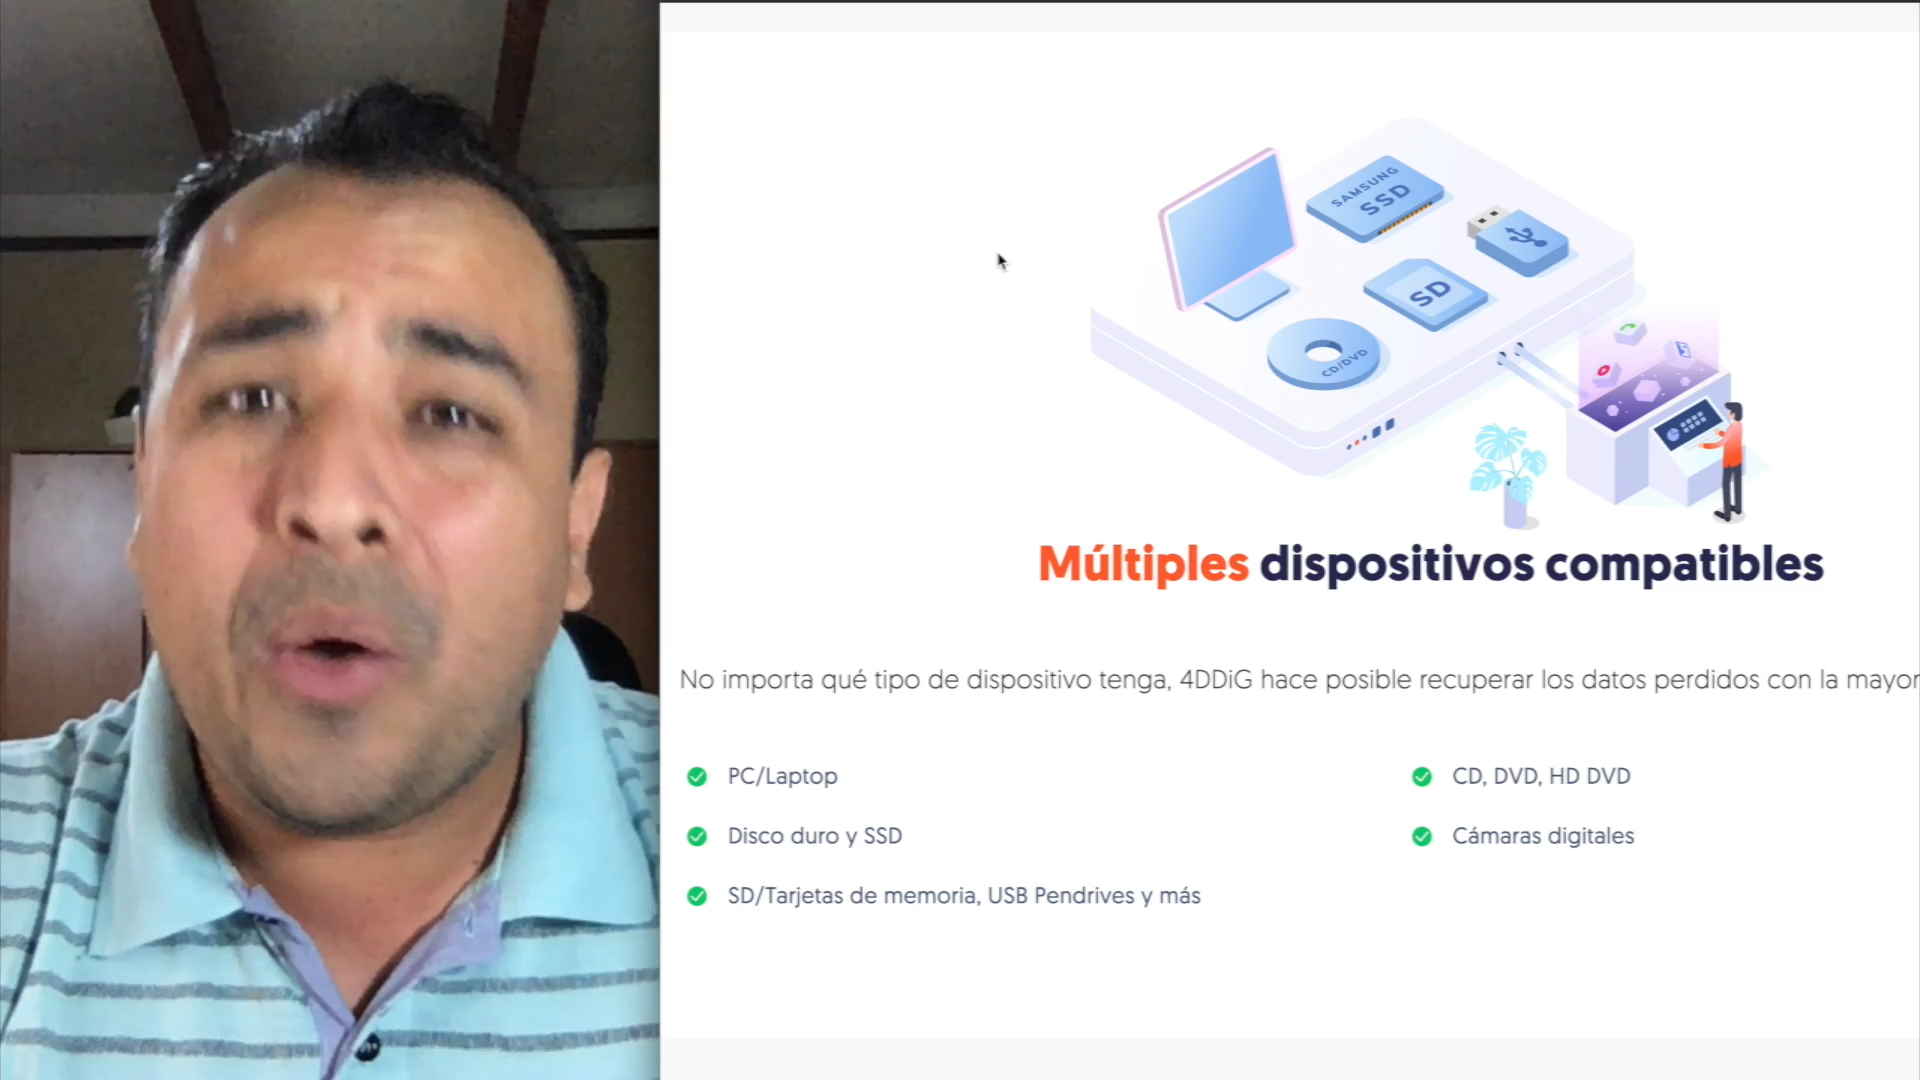 SAMSUNG
SSD
SD
CD/DVD
Múltiples dispositivos compatibles
No importa qué tipo de dispositivo tenga, 4DDiG hace posible recuperar los datos perdidos con la mayor
PC/Laptop
CD, DVD, HD DVD
Disco duro y SSD
Cámaras digitales
SD/Tarjetas de memoria, USB Pendrives y más